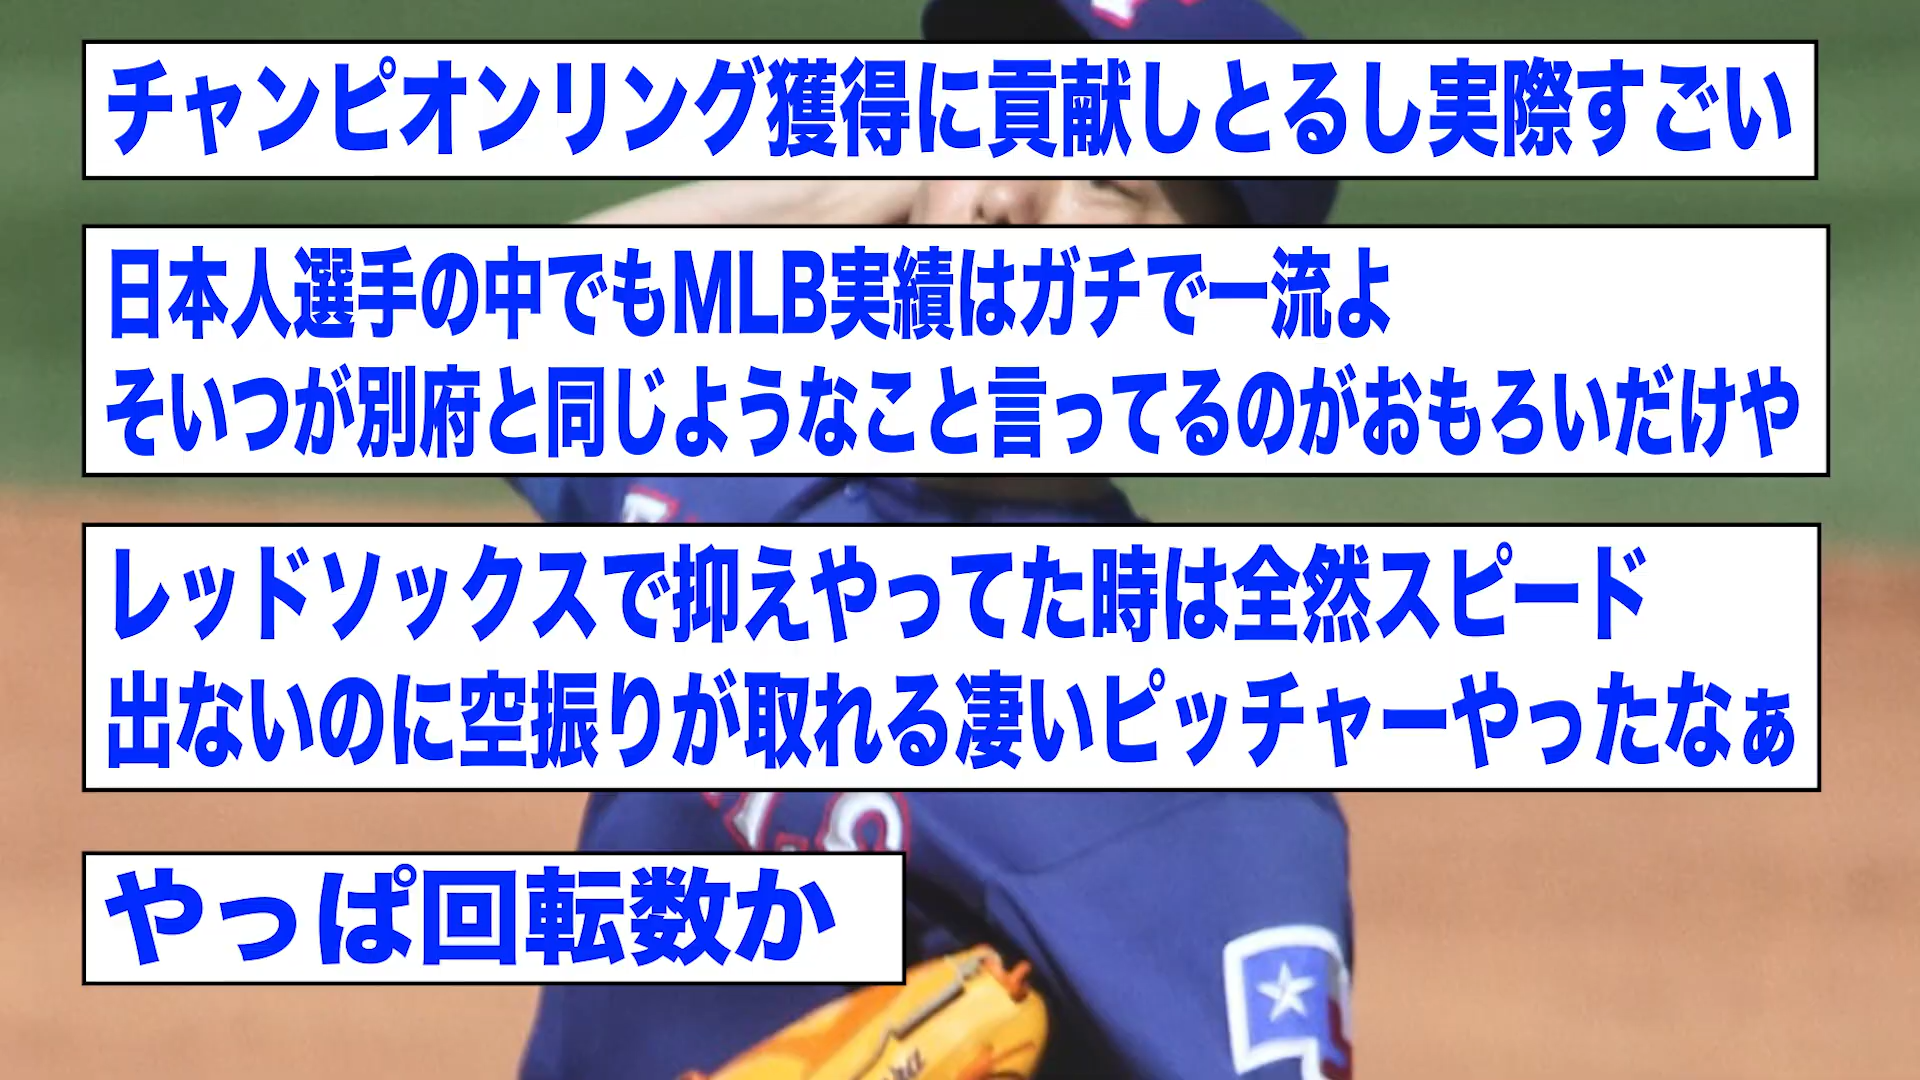 チャンピオンリング獲得に貢献しとるし実際すごい
日本人選手の中でもMLB実績はガチで一流よ
そいつが別府と同じようなこと言ってるのがおもろいだけや
レッドソックスで抑えやってた時は全然スピード
出ないのに空振りが取れる凄いピッチャーやったなぁ
やっぱ回転数か